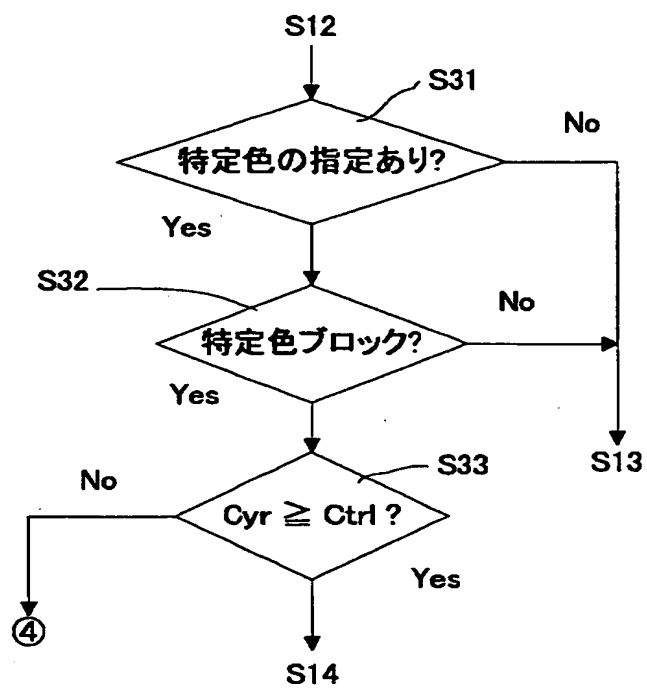 S12
S31
No
特定色の指定あり?
Yes
S32
No
特定色ブロック?
Yes
S13
S33
No
Cyr ≧ Ctrl ?
Yes
④
S14